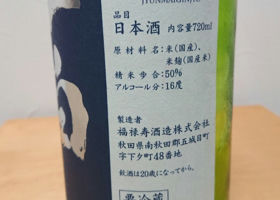 JYUNMAIGINJYO
品目
日本酒 内容量720ml
原材料名:米(国産)、
米麹(国産米)
精米歩合:50%
アルコール分:16度
製造者
福禄寿酒造株式会社
秋田県南秋田郡五城目町
字下夕町48番地
飲酒は20歳になってから。
要冷蔵